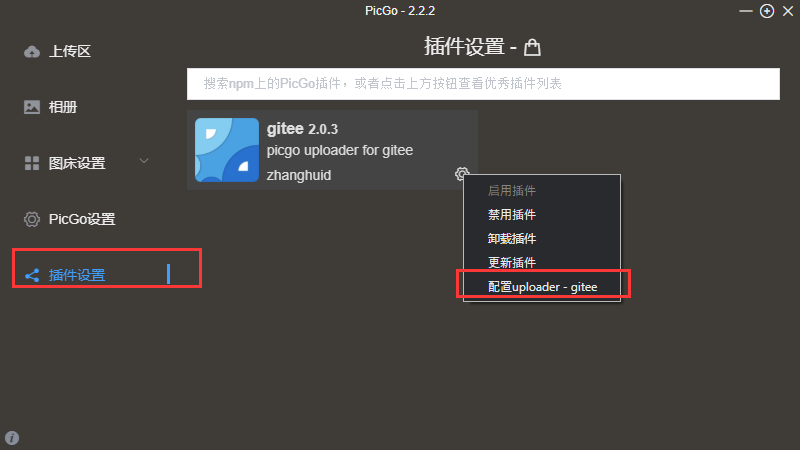 PicGo - 2.2.2
上传区
相册
图床设置
PicGo设置
插件设置
插件设置 -
搜索npm上的PicGo插件，或者点击上方按钮查看优秀插件列表
gitee 2.0.3
picgo uploader for gitee
zhanghuid
启用插件
禁用插件
卸载插件
更新插件
配置uploader - gitee